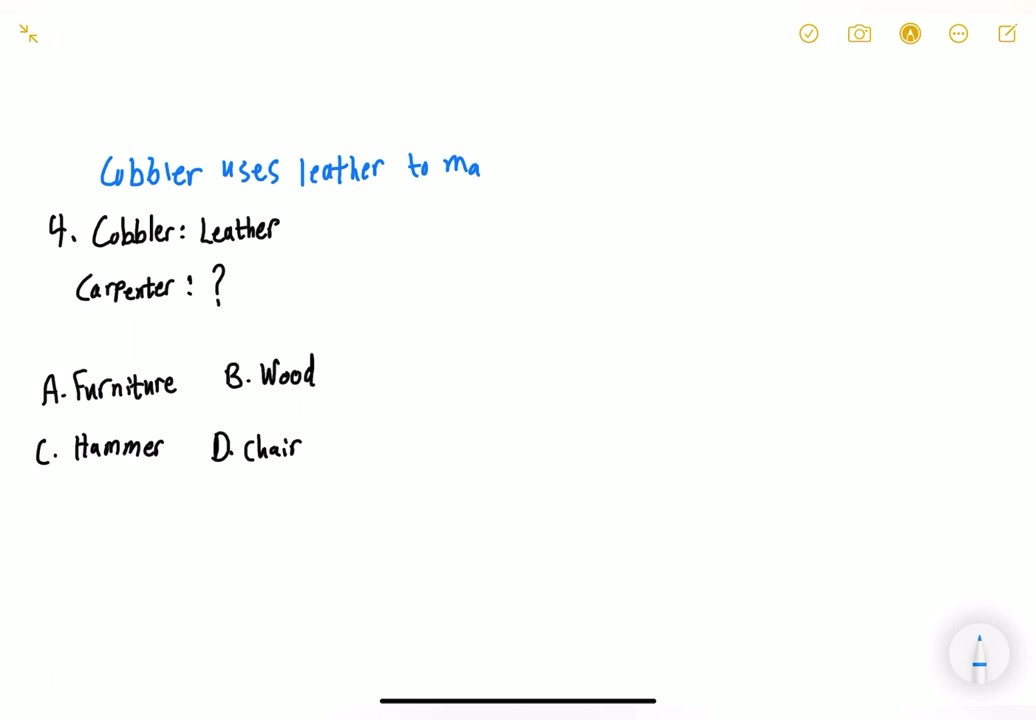 Cobbler uses leather to ma
4. Cobbler: Leather
Carpenter: ?
A. Furniture B. Wood
C. Hammer D. Chair